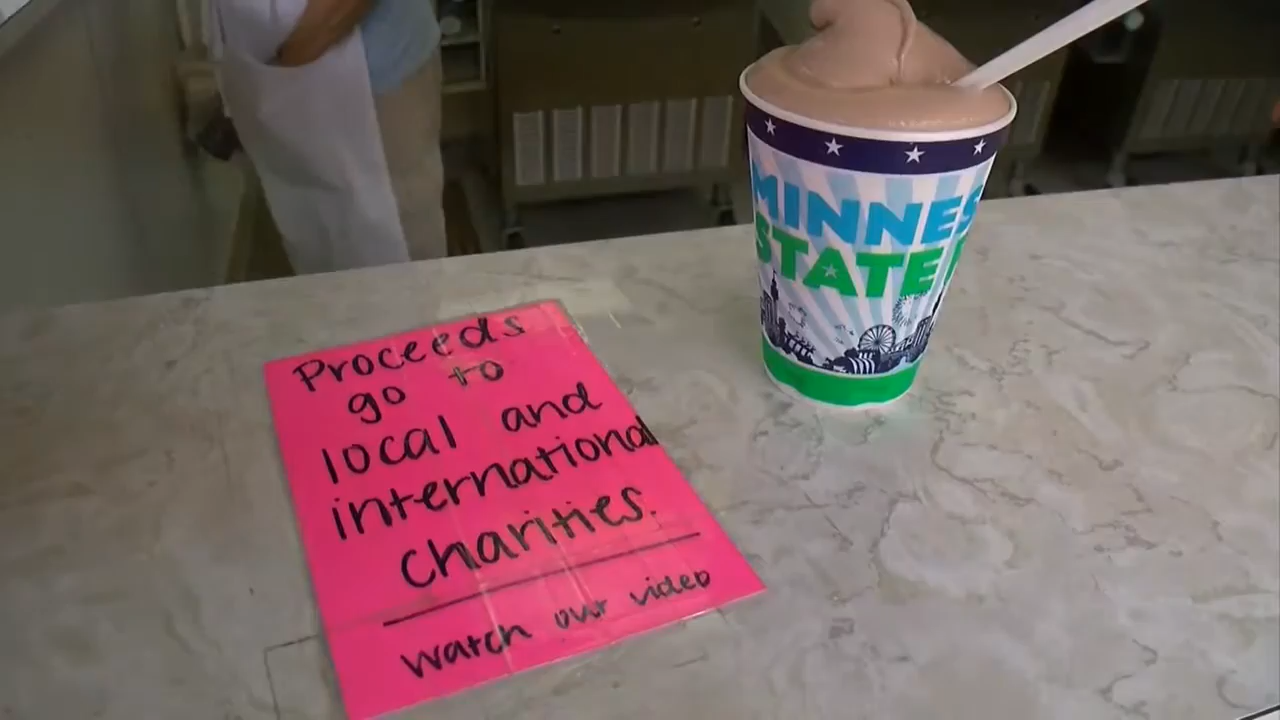 Proceeds
go to
local and
international
charities.
watch our video
MINNES
STATE